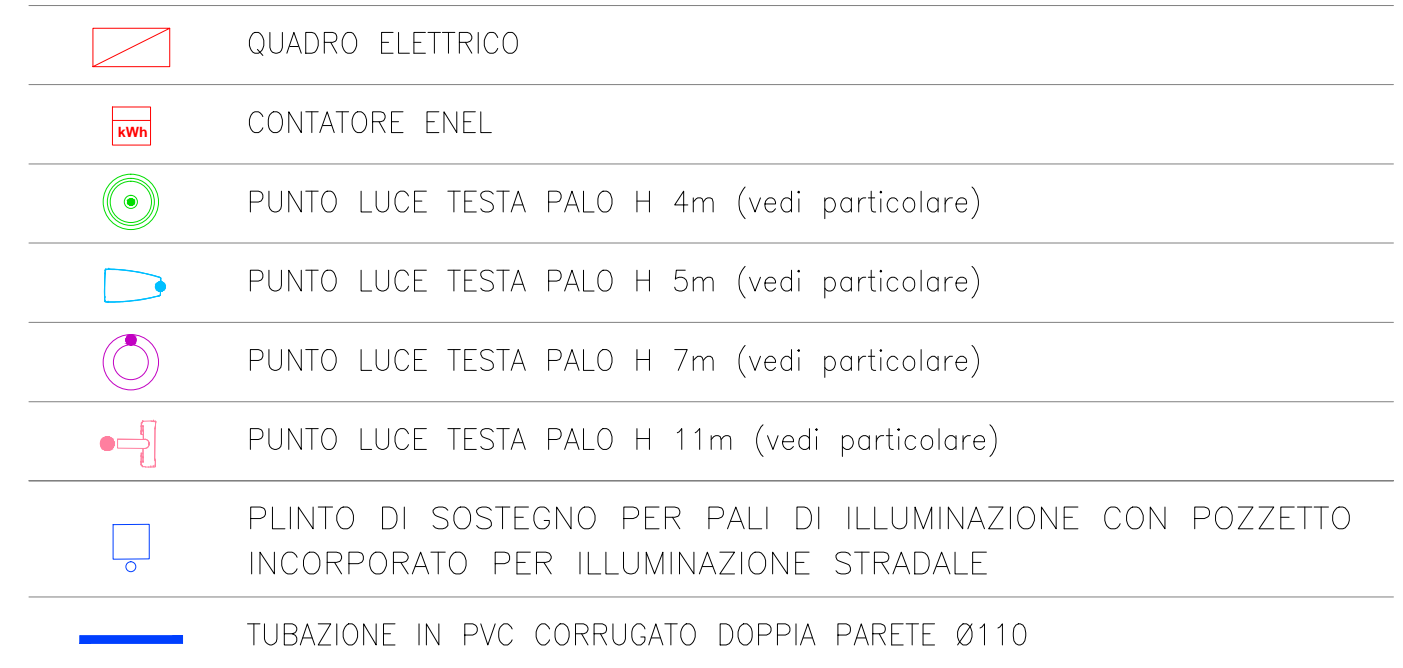 QUADRO ELETTRICO
kWh
CONTATORE ENEL
PUNTO LUCE TESTA PALO H 4m (vedi particolare)
PUNTO LUCE TESTA PALO H 5m (vedi particolare)
PUNTO LUCE TESTA PALO H 7m (vedi particolare)
PUNTO LUCE TESTA PALO H 11m (vedi particolare)
PLINTO DI SOSTEGNO PER PALI DI ILLUMINAZIONE CON POZZETTO
INCORPORATO PER ILLUMINAZIONE STRADALE
TUBAZIONE IN PVC CORRUGATO DOPPIA PARETE Ø110